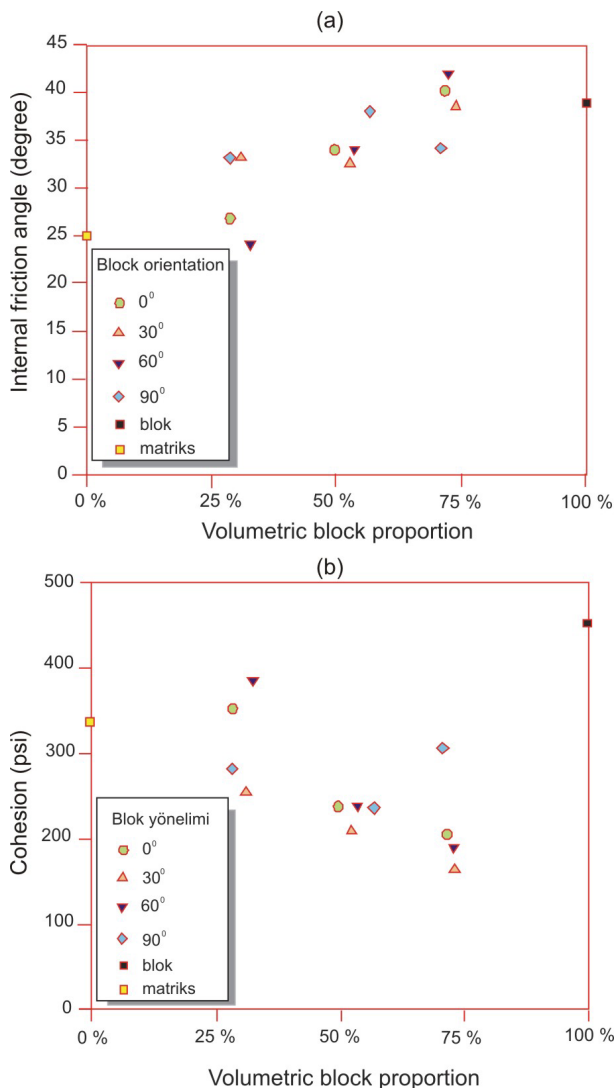 (a)
45
40
35
30
25
20
15
10
5
0
Internal friction angle (degree)
Block orientation
0⁰
30⁰
60⁰
90⁰
blok
matriks
0 %
25 %
50 %
75 %
100 %
Volumetric block proportion
(b)
500
400
300
200
100
0
Cohesion (psi)
Blok yönelimi
0⁰
30⁰
60⁰
90⁰
blok
matriks
0 %
25 %
50 %
75 %
100 %
Volumetric block proportion